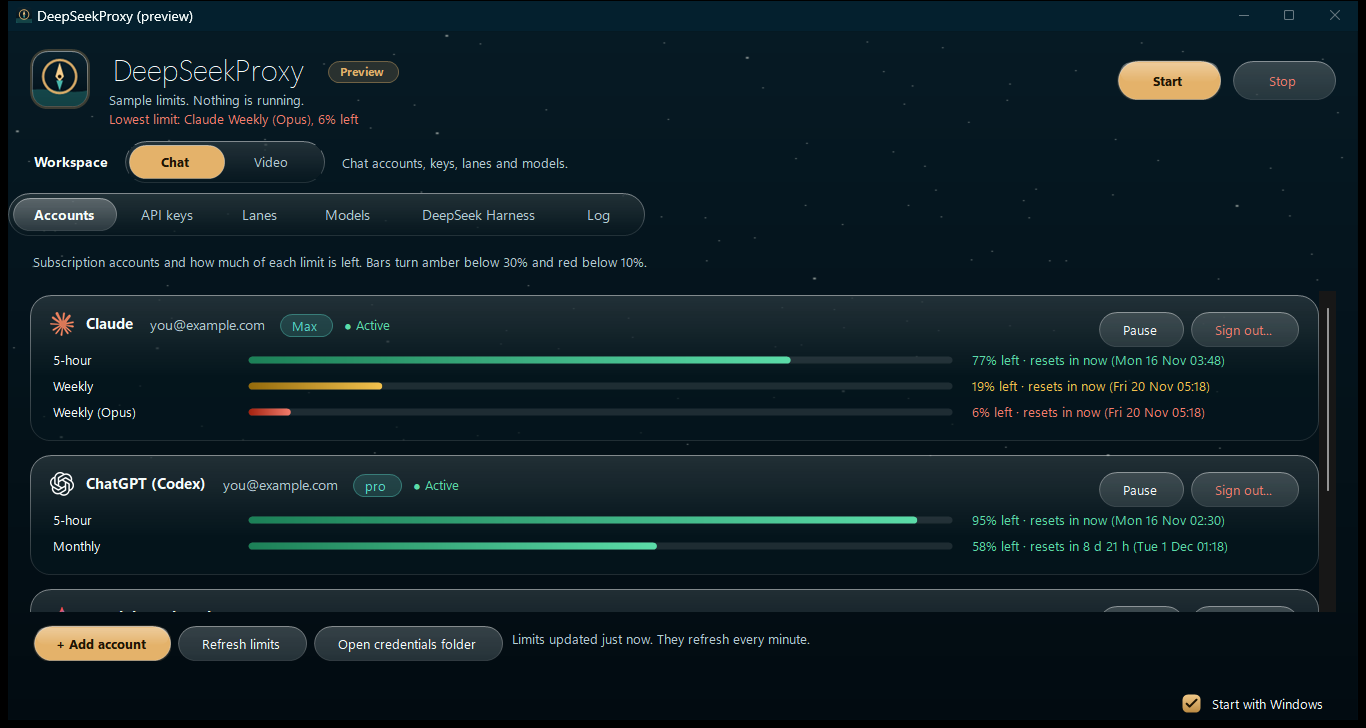 DeepSeekProxy (preview)
DeepSeekProxy Preview
Sample limits. Nothing is running.
Lowest limit: Claude Weekly (Opus), 6% left
Start Stop
Workspace Chat Video Chat accounts, keys, lanes and models.
Accounts API keys Lanes Models DeepSeek Harness Log
Subscription accounts and how much of each limit is left. Bars turn amber below 30% and red below 10%.
Claude you@example.com Max ● Active Pause Sign out...
5-hour 77% left · resets in now (Mon 16 Nov 03:48)
Weekly 19% left · resets in now (Fri 20 Nov 05:18)
Weekly (Opus) 6% left · resets in now (Fri 20 Nov 05:18)
ChatGPT (Codex) you@example.com pro ● Active Pause Sign out...
5-hour 95% left · resets in now (Mon 16 Nov 02:30)
Monthly 58% left · resets in 8 d 21 h (Tue 1 Dec 01:18)
+ Add account Refresh limits Open credentials folder Limits updated just now. They refresh every minute.
Start with Windows